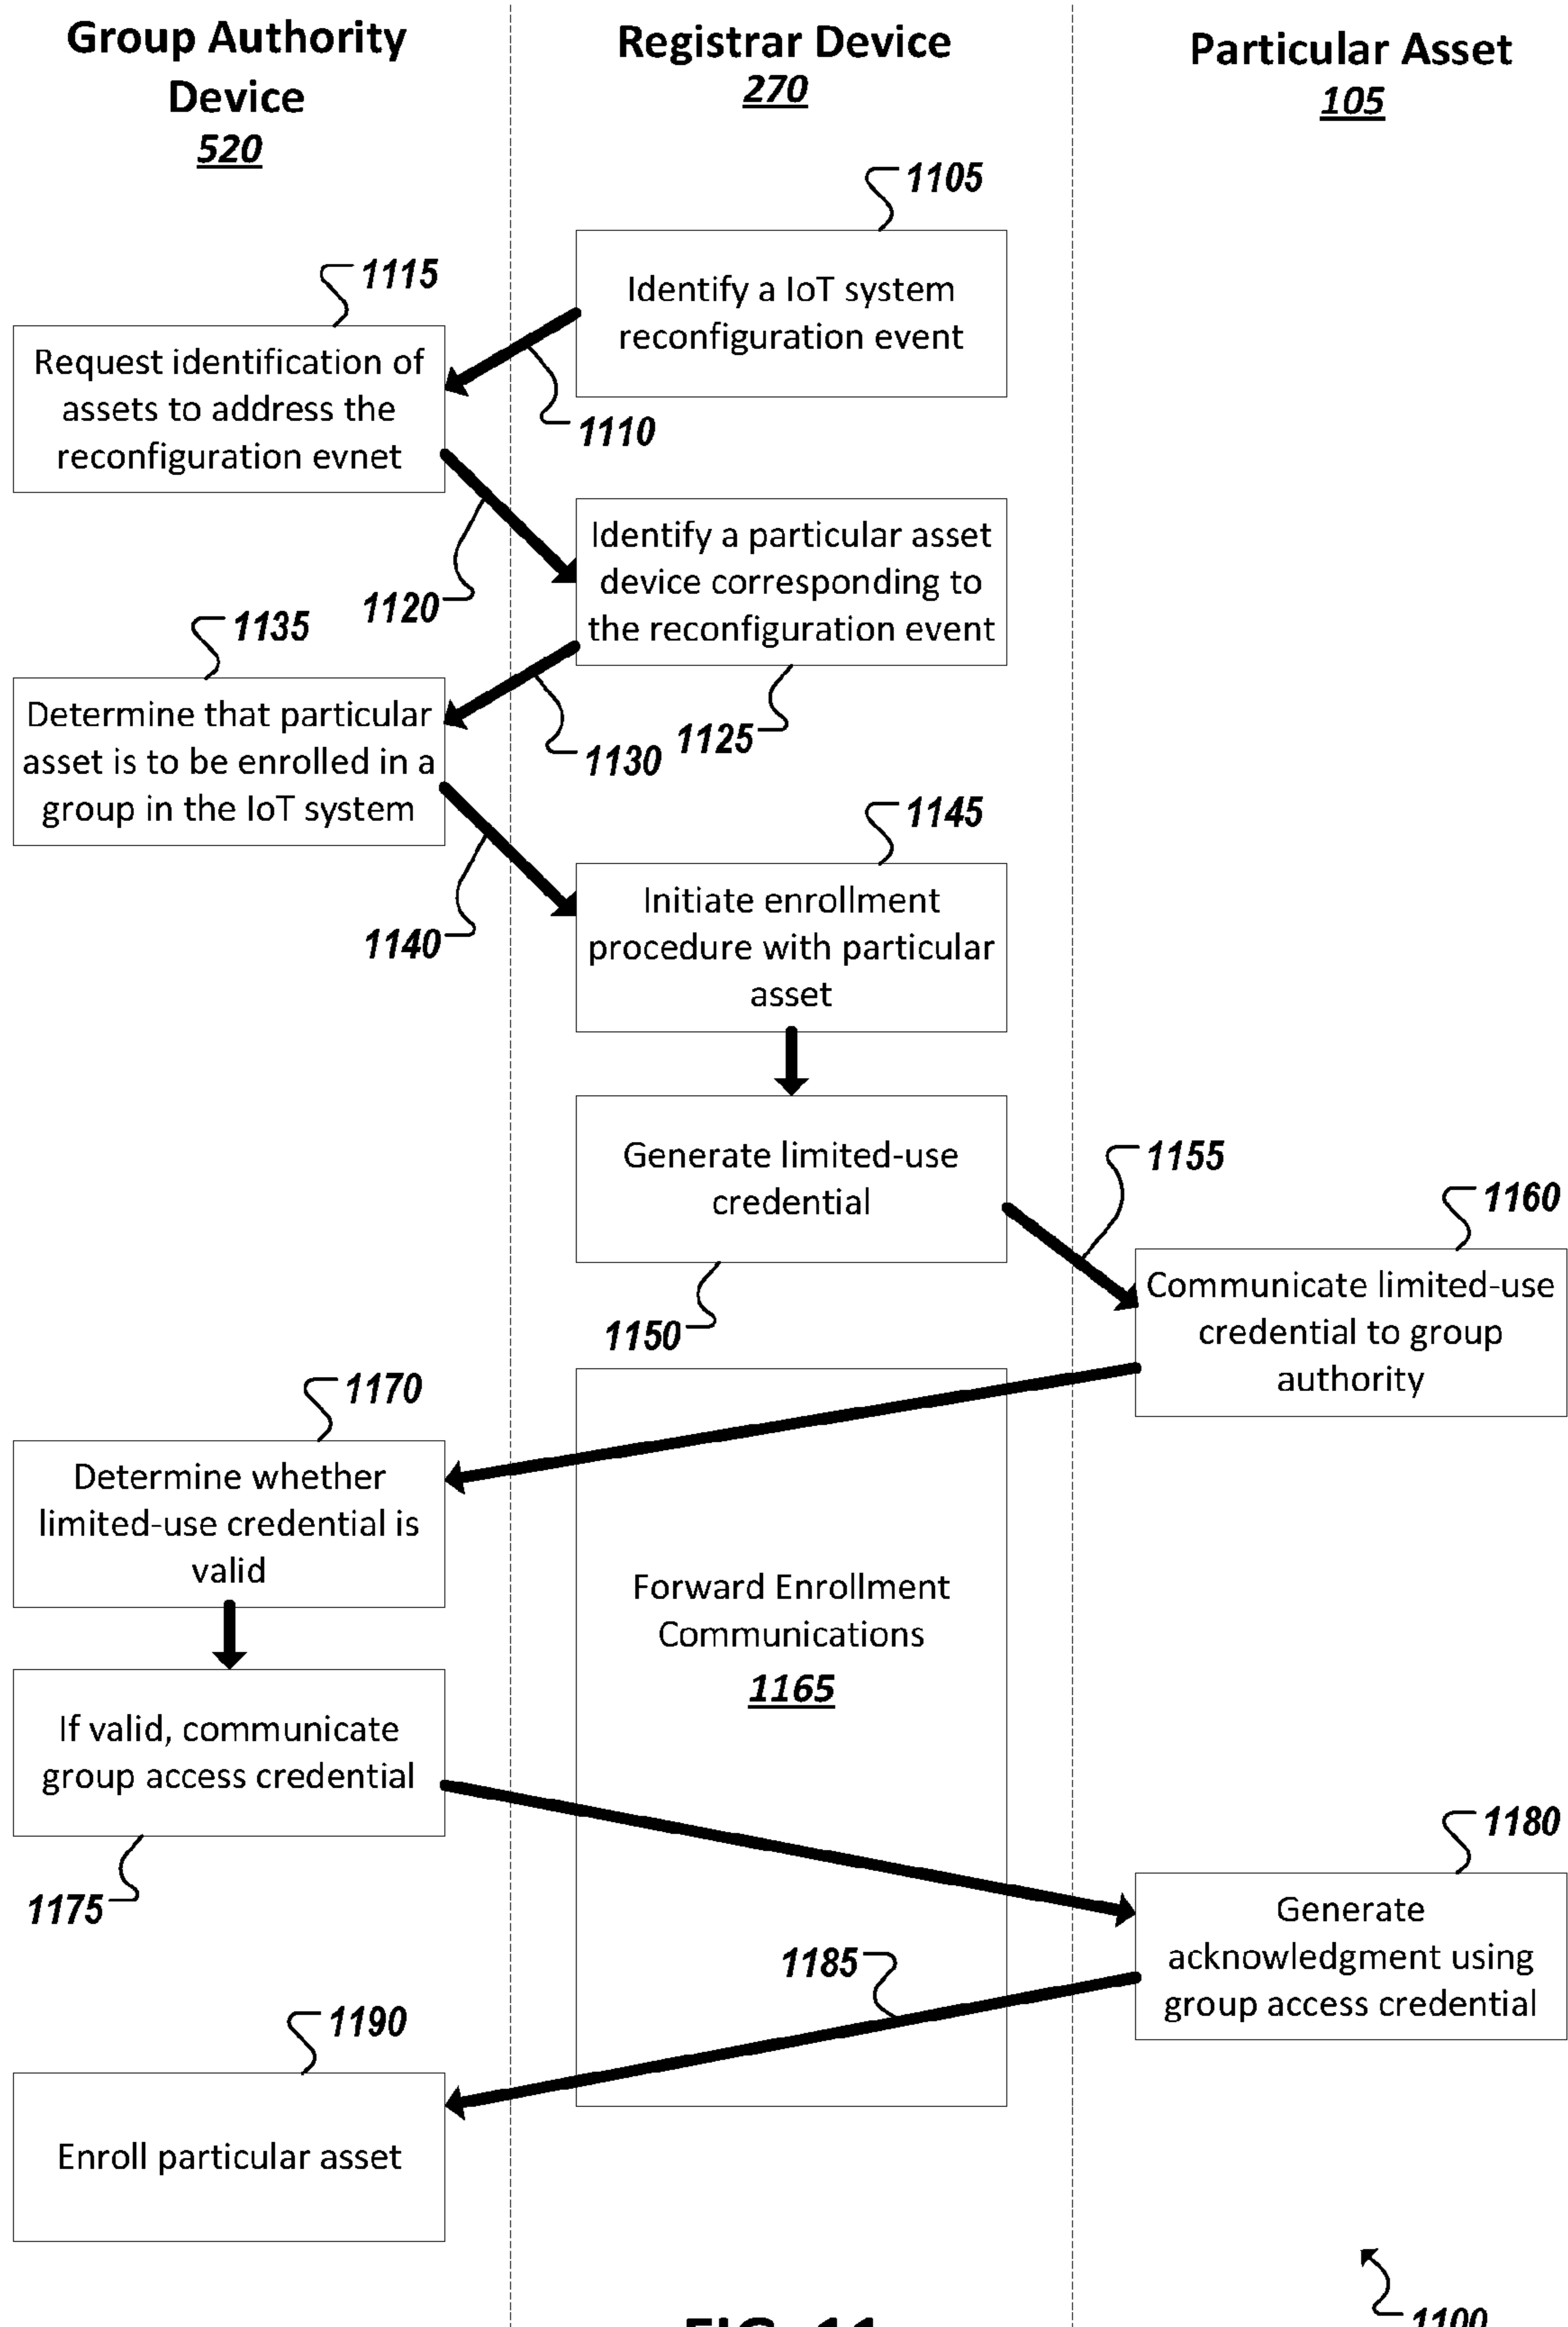 Group Authority
Device
520
Registrar Device
270
Particular Asset
105
1105
Identify a IoT system
reconfiguration event
1110
1115
Request identification of
assets to address the
reconfiguration evnet
1120
Identify a particular asset
device corresponding to
the reconfiguration event
1125
1130
1135
Determine that particular
asset is to be enrolled in a
group in the IoT system
1140
1145
Initiate enrollment
procedure with particular
asset
Generate limited-use
credential
1150
1155
1160
Communicate limited-use
credential to group
authority
Forward Enrollment
Communications
1165
1170
Determine whether
limited-use credential is
valid
If valid, communicate
group access credential
1175
1180
Generate
acknowledgment using
group access credential
1185
1190
Enroll particular asset
1100
FIG. 11